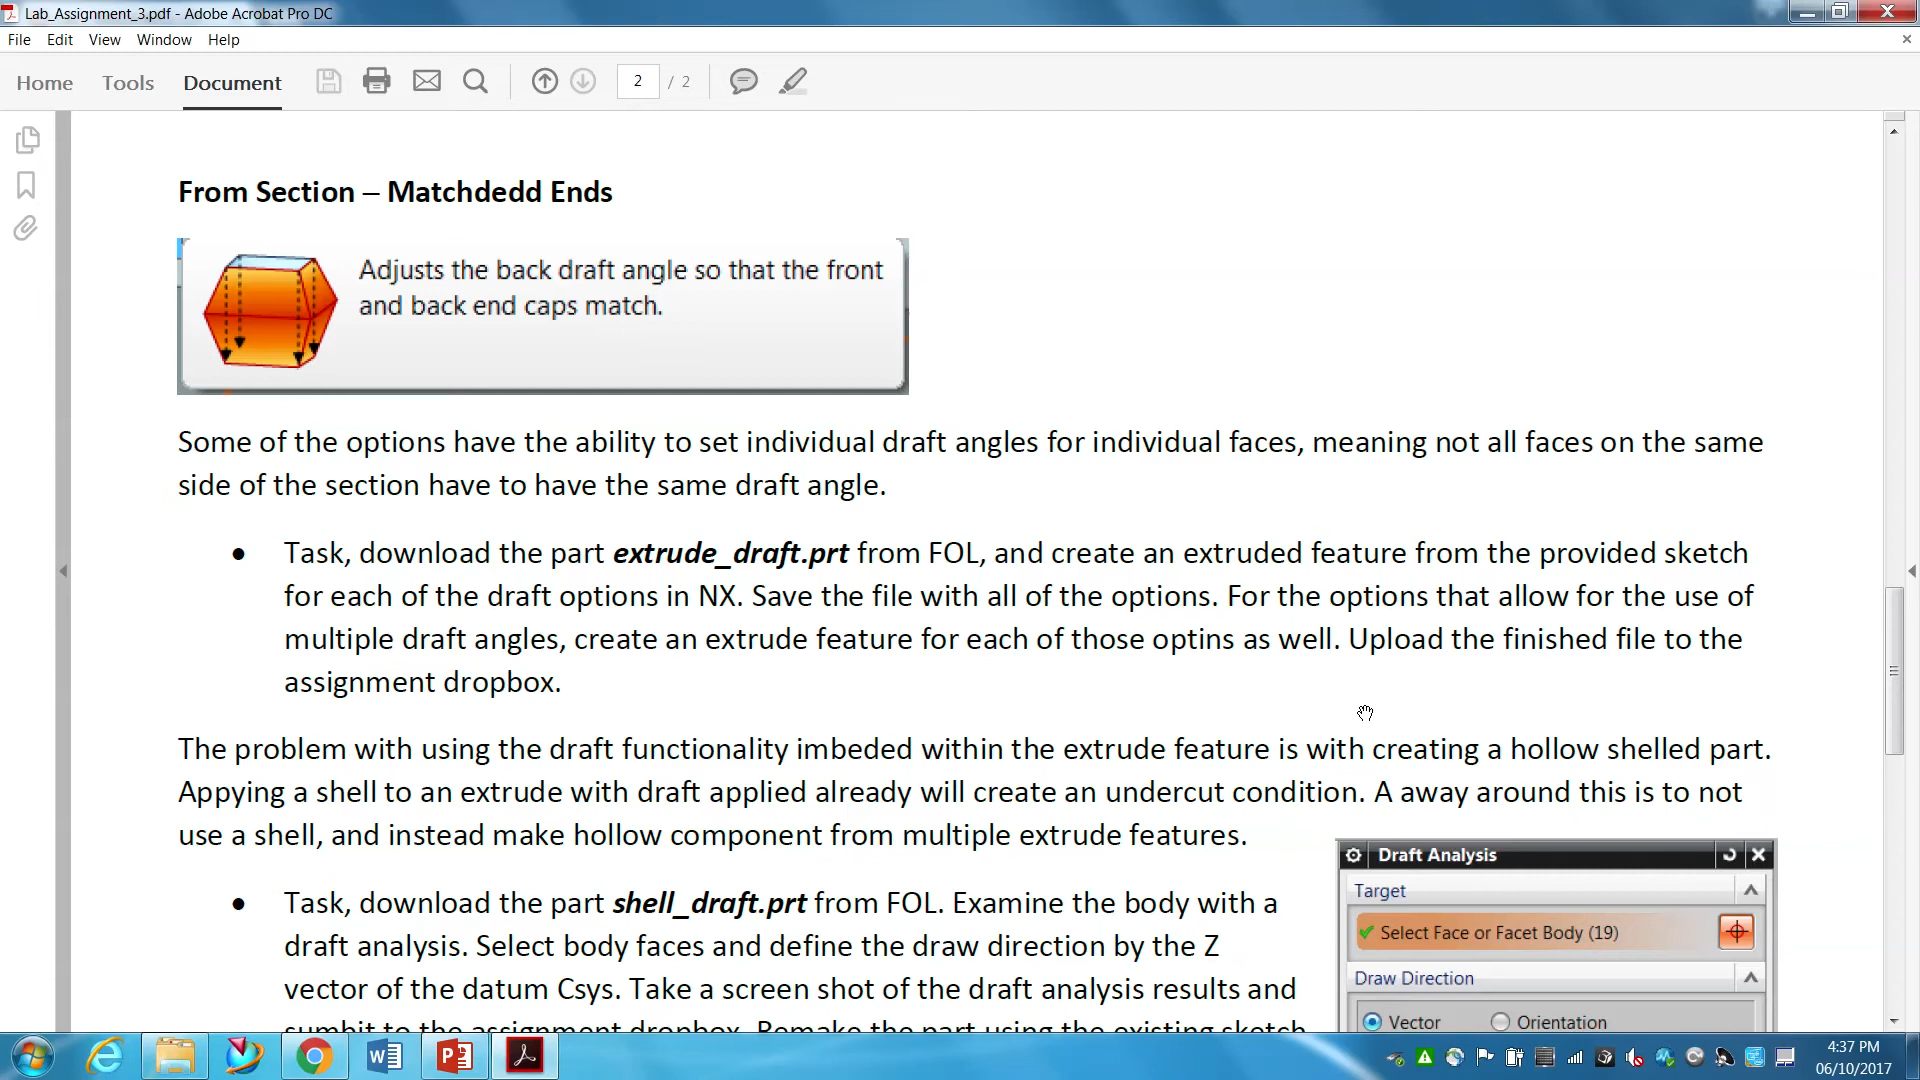 Lab_Assignment_3.pdf - Adobe Acrobat Pro DC
File Edit View Window Help
Home Tools Document 2 / 2
From Section – Matchdedd Ends
Adjusts the back draft angle so that the front
and back end caps match.
Some of the options have the ability to set individual draft angles for individual faces, meaning not all faces on the same
side of the section have to have the same draft angle.
• Task, download the part extrude_draft.prt from FOL, and create an extruded feature from the provided sketch
for each of the draft options in NX. Save the file with all of the options. For the options that allow for the use of
multiple draft angles, create an extrude feature for each of those optins as well. Upload the finished file to the
assignment dropbox.
The problem with using the draft functionality imbeded within the extrude feature is with creating a hollow shelled part.
Appying a shell to an extrude with draft applied already will create an undercut condition. A away around this is to not
use a shell, and instead make hollow component from multiple extrude features.
• Task, download the part shell_draft.prt from FOL. Examine the body with a
draft analysis. Select body faces and define the draw direction by the Z
vector of the datum Csys. Take a screen shot of the draft analysis results and
sumbit to the assignment dropbox. Remake the part using the existing sketch
Draft Analysis
Target
Select Face or Facet Body (19)
Draw Direction
Vector Orientation
4:37 PM
06/10/2017